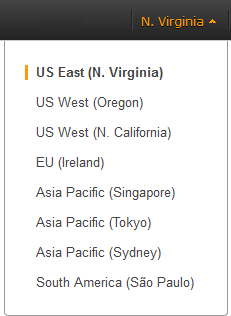 N. Virginia
US East (N. Virginia)
US West (Oregon)
US West (N. California)
EU (Ireland)
Asia Pacific (Singapore)
Asia Pacific (Tokyo)
Asia Pacific (Sydney)
South America (São Paulo)